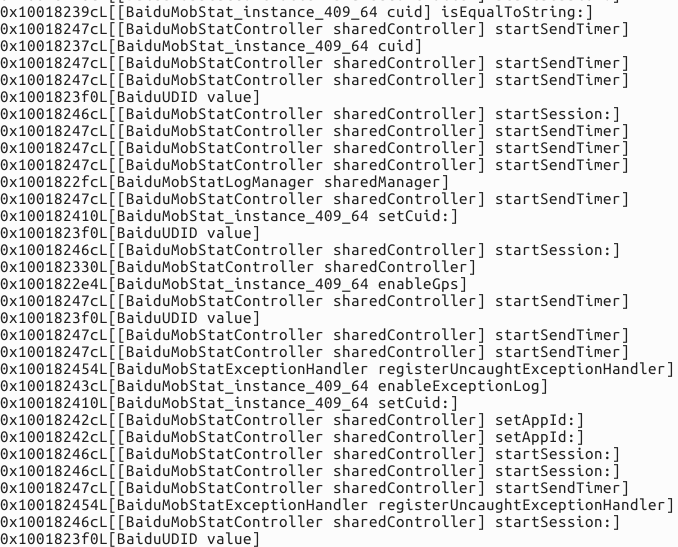 0x10018239cL[[BaiduMobStat_instance_409_64 cuid] isEqualToString:]
0x10018247cL[[BaiduMobStatController sharedController] startSendTimer]
0x10018237cL[BaiduMobStat_instance_409_64 cuid]
0x10018247cL[[BaiduMobStatController sharedController] startSendTimer]
0x10018247cL[[BaiduMobStatController sharedController] startSendTimer]
0x1001823f0L[BaiduUDID value]
0x10018246cL[[BaiduMobStatController sharedController] startSession:]
0x10018247cL[[BaiduMobStatController sharedController] startSendTimer]
0x10018247cL[[BaiduMobStatController sharedController] startSendTimer]
0x10018247cL[[BaiduMobStatController sharedController] startSendTimer]
0x1001822fcL[BaiduMobStatLogManager sharedManager]
0x10018247cL[[BaiduMobStatController sharedController] startSendTimer]
0x100182410L[BaiduMobStat_instance_409_64 setCuid:]
0x1001823f0L[BaiduUDID value]
0x10018246cL[[BaiduMobStatController sharedController] startSession:]
0x100182330L[BaiduMobStatController sharedController]
0x1001822e4L[BaiduMobStat_instance_409_64 enableGps]
0x10018247cL[[BaiduMobStatController sharedController] startSendTimer]
0x1001823f0L[BaiduUDID value]
0x10018247cL[[BaiduMobStatController sharedController] startSendTimer]
0x10018247cL[[BaiduMobStatController sharedController] startSendTimer]
0x100182454L[BaiduMobStatExceptionHandler registerUncaughtExceptionHandler]
0x10018243cL[BaiduMobStat_instance_409_64 enableExceptionLog]
0x100182410L[BaiduMobStat_instance_409_64 setCuid:]
0x10018242cL[[BaiduMobStatController sharedController] setAppId:]
0x10018242cL[[BaiduMobStatController sharedController] setAppId:]
0x10018246cL[[BaiduMobStatController sharedController] startSession:]
0x10018246cL[[BaiduMobStatController sharedController] startSession:]
0x10018247cL[[BaiduMobStatController sharedController] startSendTimer]
0x100182454L[BaiduMobStatExceptionHandler registerUncaughtExceptionHandler]
0x10018246cL[[BaiduMobStatController sharedController] startSession:]
0x1001823f0L[BaiduUDID value]